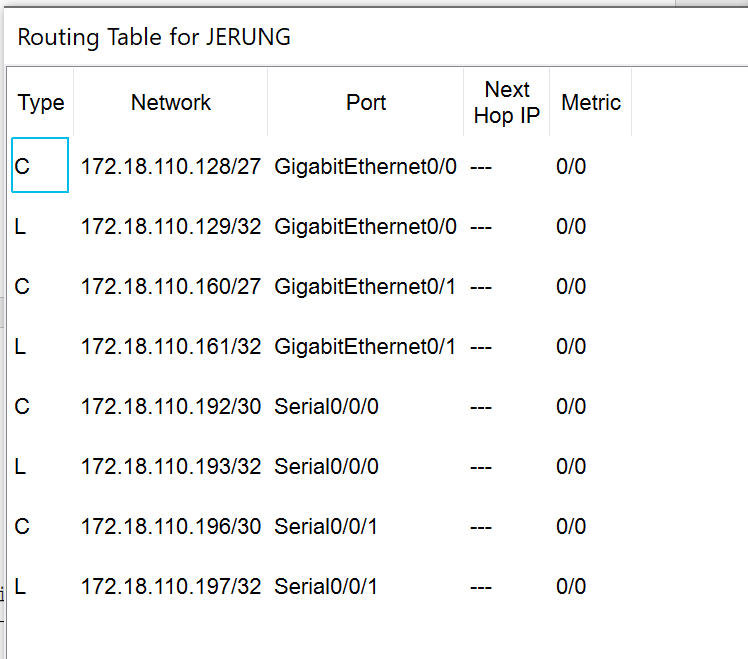 Routing Table for JERUNG
Type Network Port Next Hop IP Metric
C 172.18.110.128/27 GigabitEthernet0/0 --- 0/0
L 172.18.110.129/32 GigabitEthernet0/0 --- 0/0
C 172.18.110.160/27 GigabitEthernet0/1 --- 0/0
L 172.18.110.161/32 GigabitEthernet0/1 --- 0/0
C 172.18.110.192/30 Serial0/0/0 --- 0/0
L 172.18.110.193/32 Serial0/0/0 --- 0/0
C 172.18.110.196/30 Serial0/0/1 --- 0/0
L 172.18.110.197/32 Serial0/0/1 --- 0/0